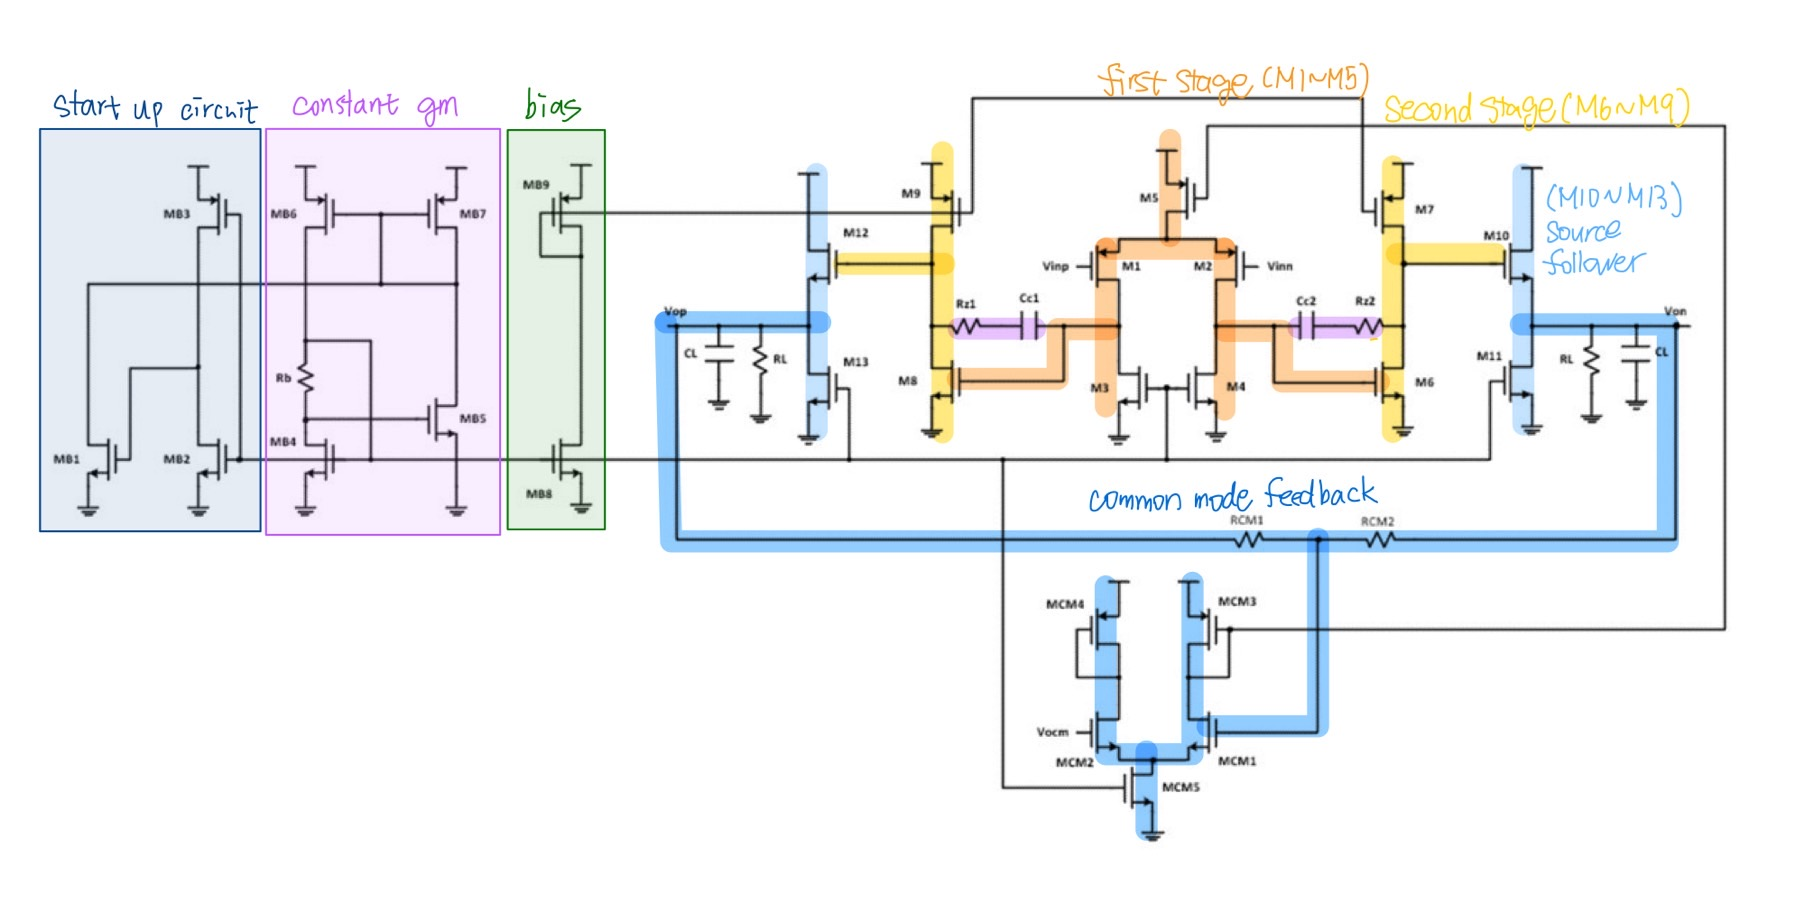 first stage (M1~M5)
start up circuit
constant gm
bias
second stage (M6~M9)
MB9
M9
M5
M7
MB3
MB6
MB7
(M10~M13)
source
follower
M12
M10
Vinp
M1
M2
Vinn
Vop
Rz1
Cc1
Cc2
Rz2
Von
CL
RL
M13
M8
M3
M4
M6
M11
RL
CL
Rb
MB5
MB4
MB1
MB2
MB8
common mode feedback
RCM1
RCM2
MCM4
MCM3
Vocm
MCM2
MCM1
MCM5